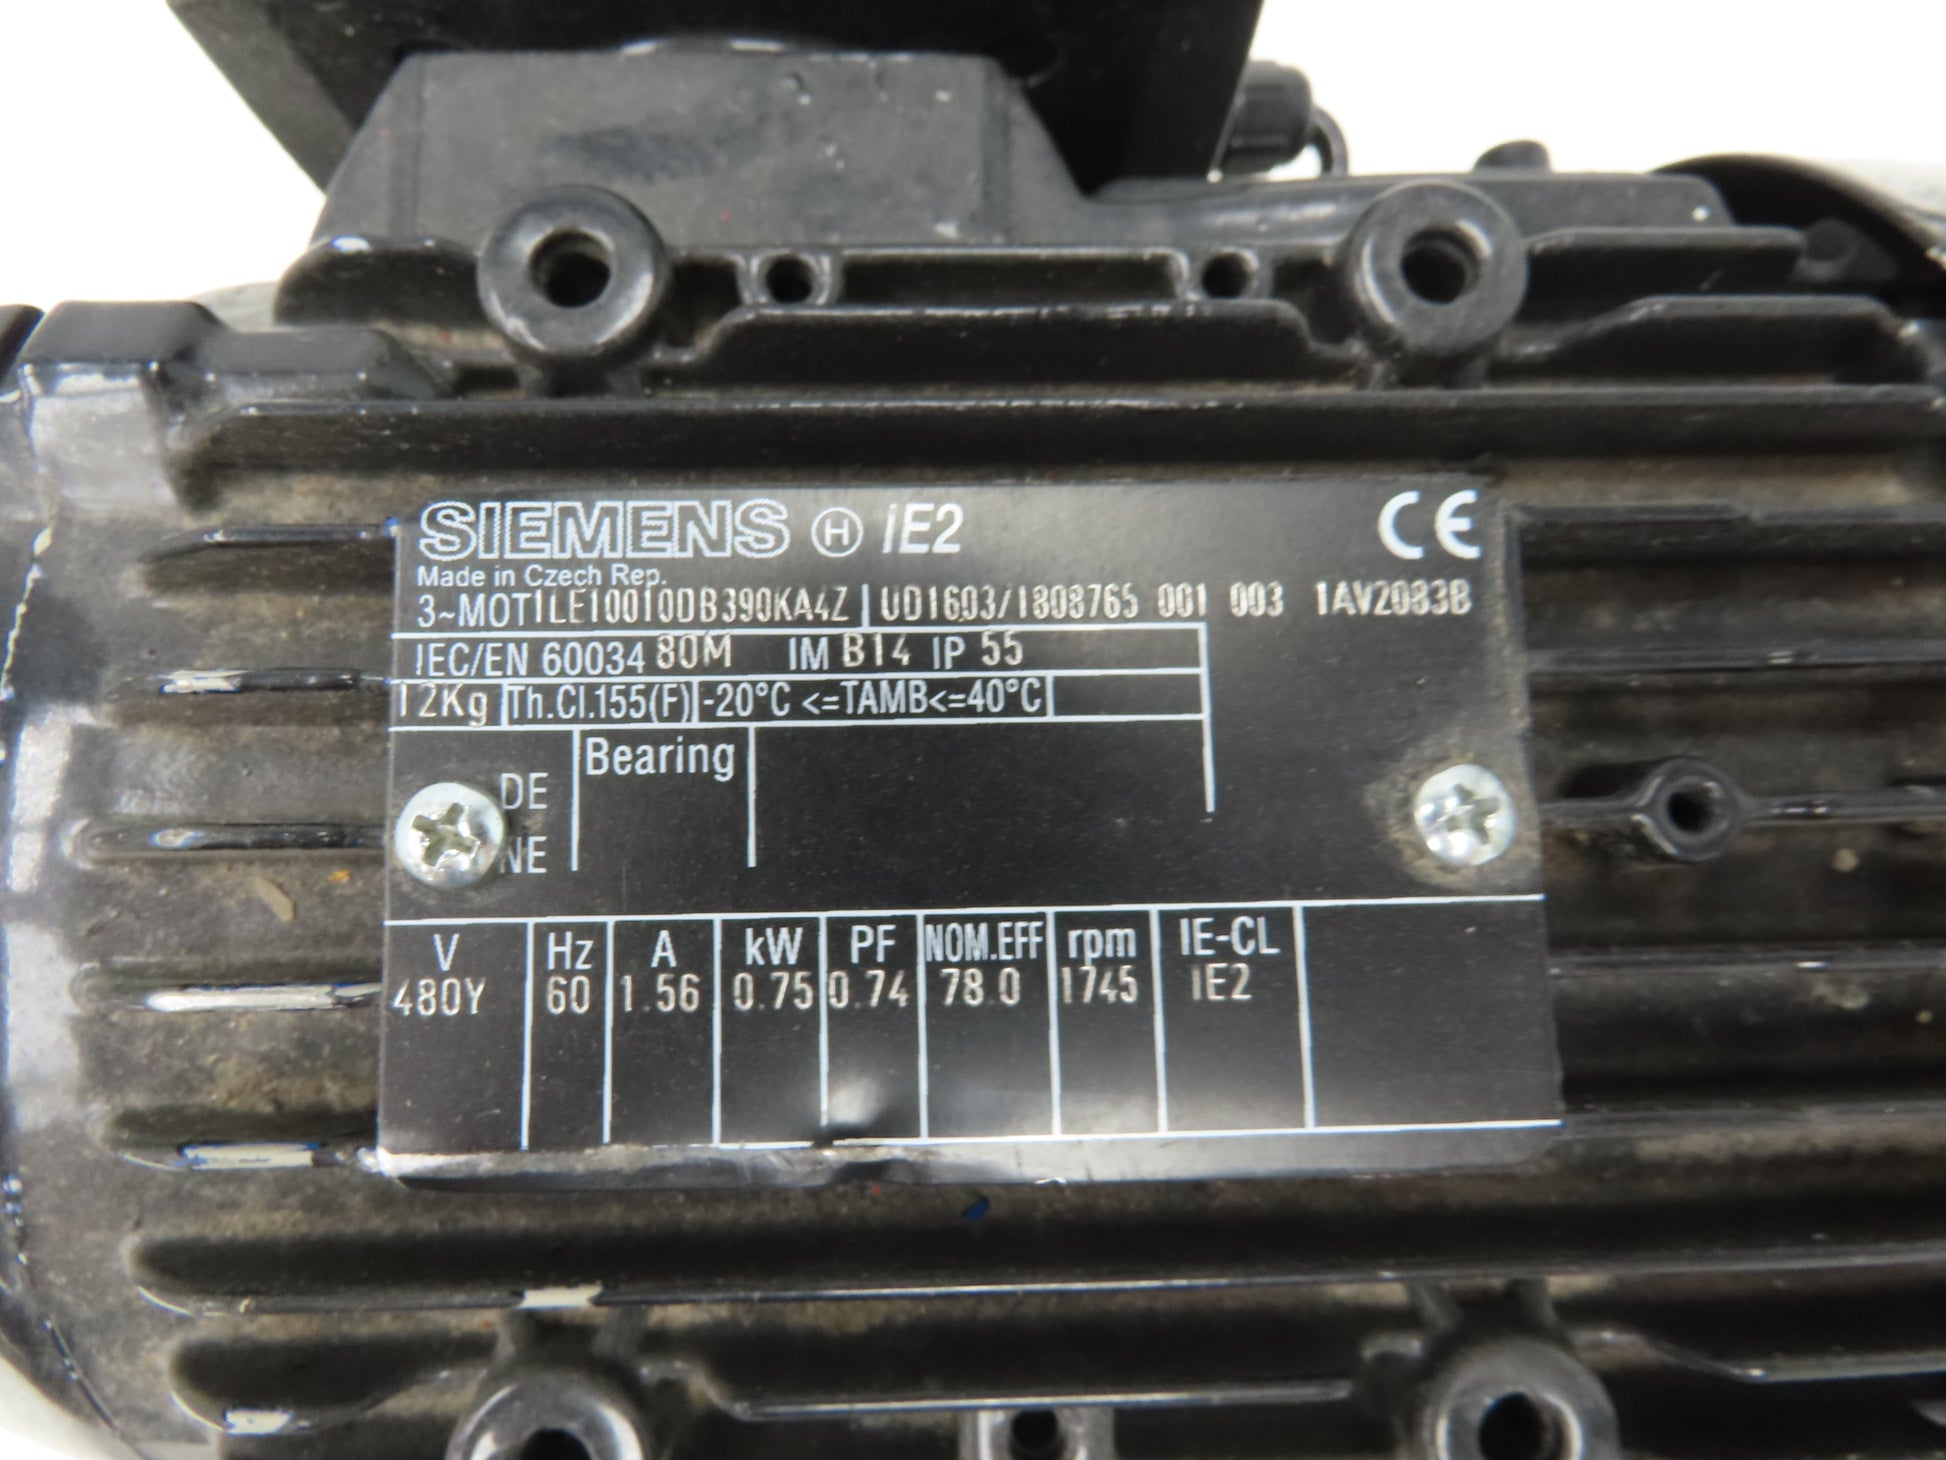 SIEMENS H IE2 CE
Made in Czech Rep.
3~MOT1LE10010DB390KA4Z UD1603/1808765 001 003 1AV2083B
IEC/EN 60034 80M IM B14 IP 55
12Kg Th.Cl.155(F) -20°C <=TAMB<=40°C
Bearing
DE
NE
V Hz A kW PF NOM.EFF rpm IE-CL
480Y 60 1.56 0.75 0.74 78.0 1745 IE2